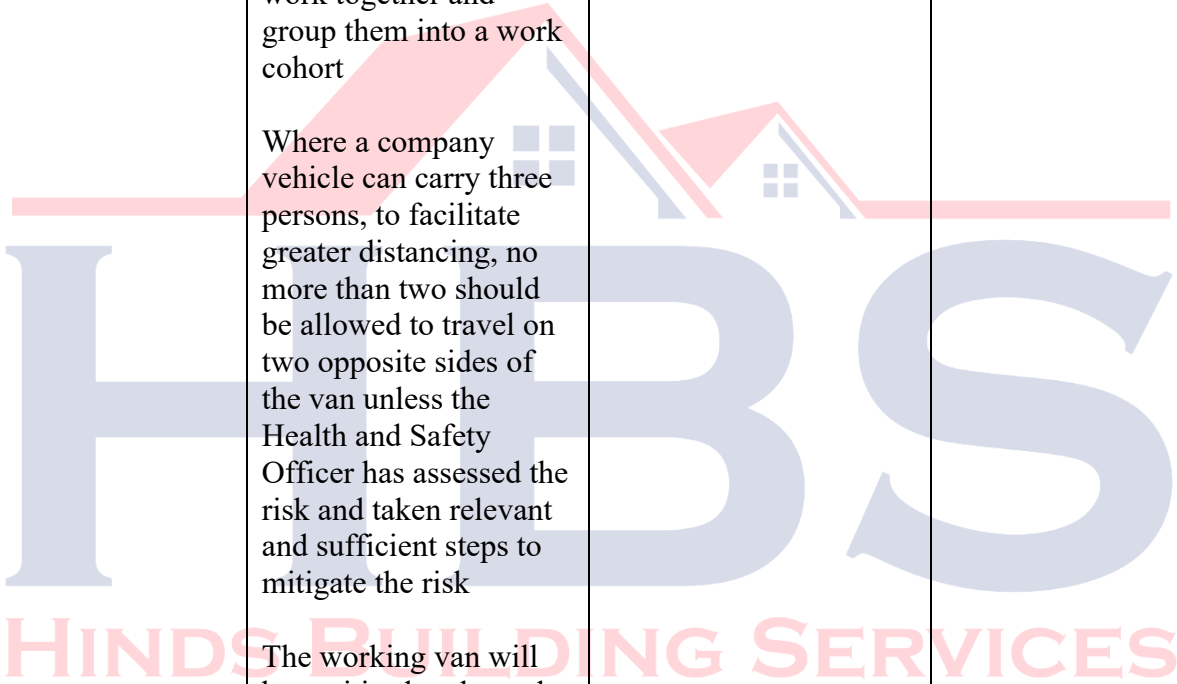 group them into a work
cohort
Where a company
vehicle can carry three
persons, to facilitate
greater distancing, no
more than two should
be allowed to travel on
two opposite sides of
the van unless the
Health and Safety
Officer has assessed the
risk and taken relevant
and sufficient steps to
mitigate the risk
The working van will
HBS
HINDS BUILDING SERVICES